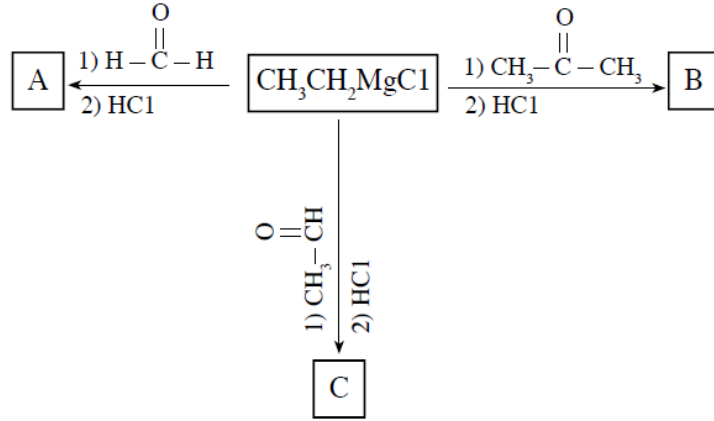 O
||
1) H – C – H
A
2) HCl
CH₃CH₂MgCl
O
||
1) CH₃– C – CH₃
B
2) HCl
O
||
1) CH₃–CH
2) HCl
C